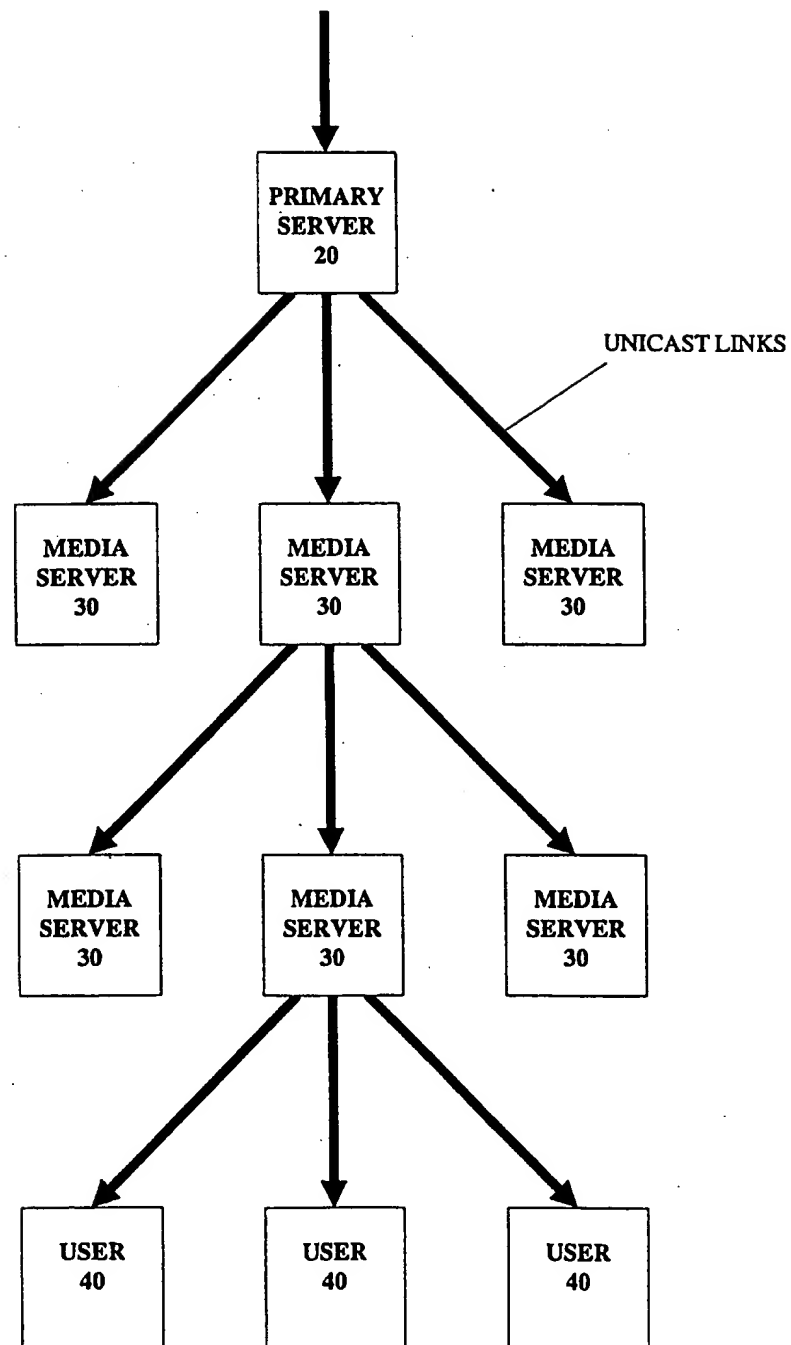 PRIMARY
SERVER
20
UNICAST LINKS
MEDIA
SERVER
30
MEDIA
SERVER
30
MEDIA
SERVER
30
MEDIA
SERVER
30
MEDIA
SERVER
30
MEDIA
SERVER
30
USER
40
USER
40
USER
40